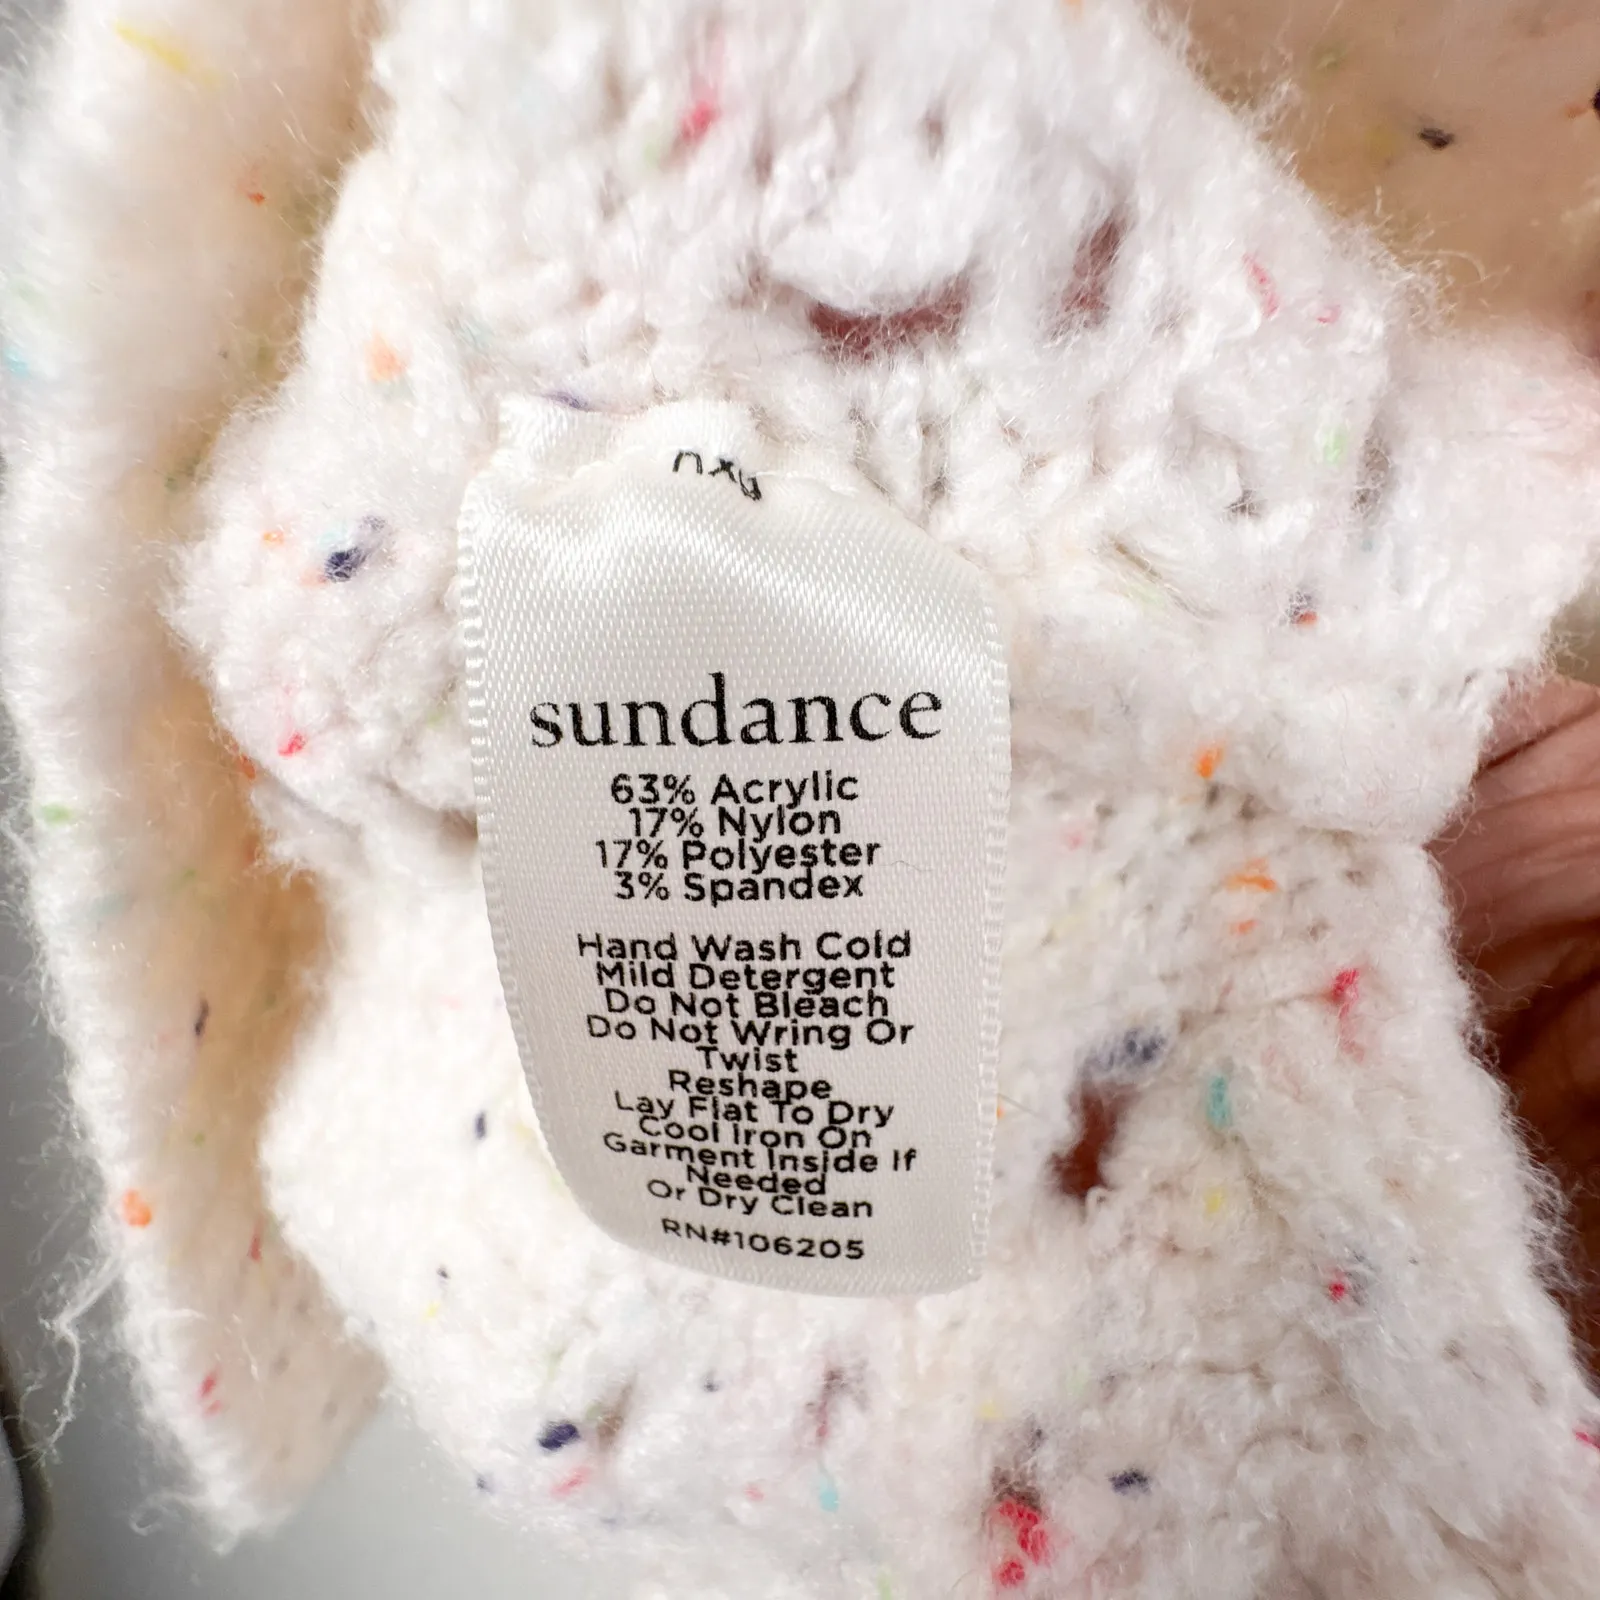 sundance
63% Acrylic
17% Nylon
17% Polyester
3% Spandex
Hand Wash Cold
Mild Detergent
Do Not Bleach
Do Not Wring Or
Twist
Reshape
Lay Flat To Dry
Cool Iron On
Garment Inside If
Needed
Or Dry Clean
RN#106205